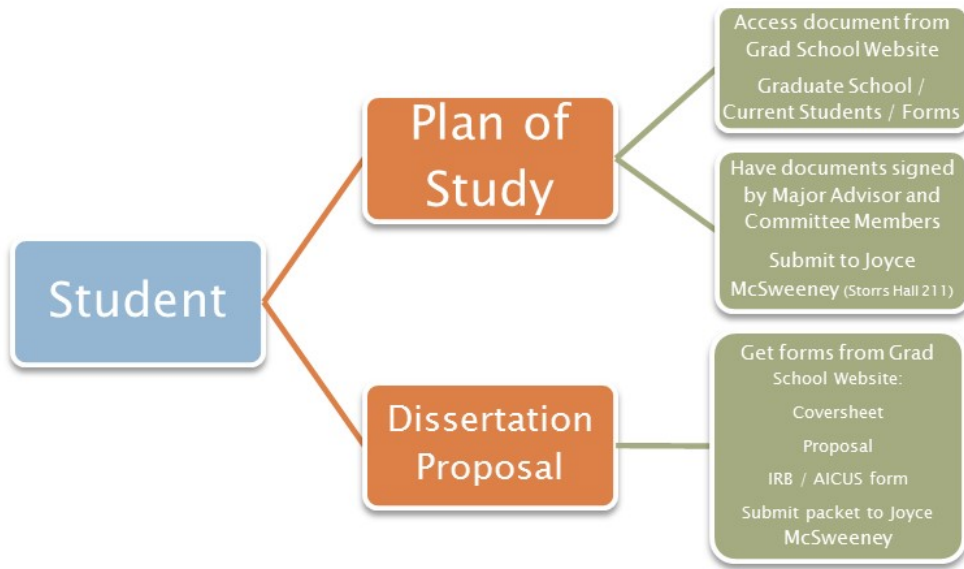 Student
Plan of
Study
Dissertation
Proposal
Access document from
Grad School Website
Graduate School /
Current Students / Forms
Have documents signed
by Major Advisor and
Committee Members
Submit to Joyce
McSweeney (Storrs Hall 211)
Get forms from Grad
School Website:
Coversheet
Proposal
IRB / AICUS form
Submit packet to Joyce
McSweeney